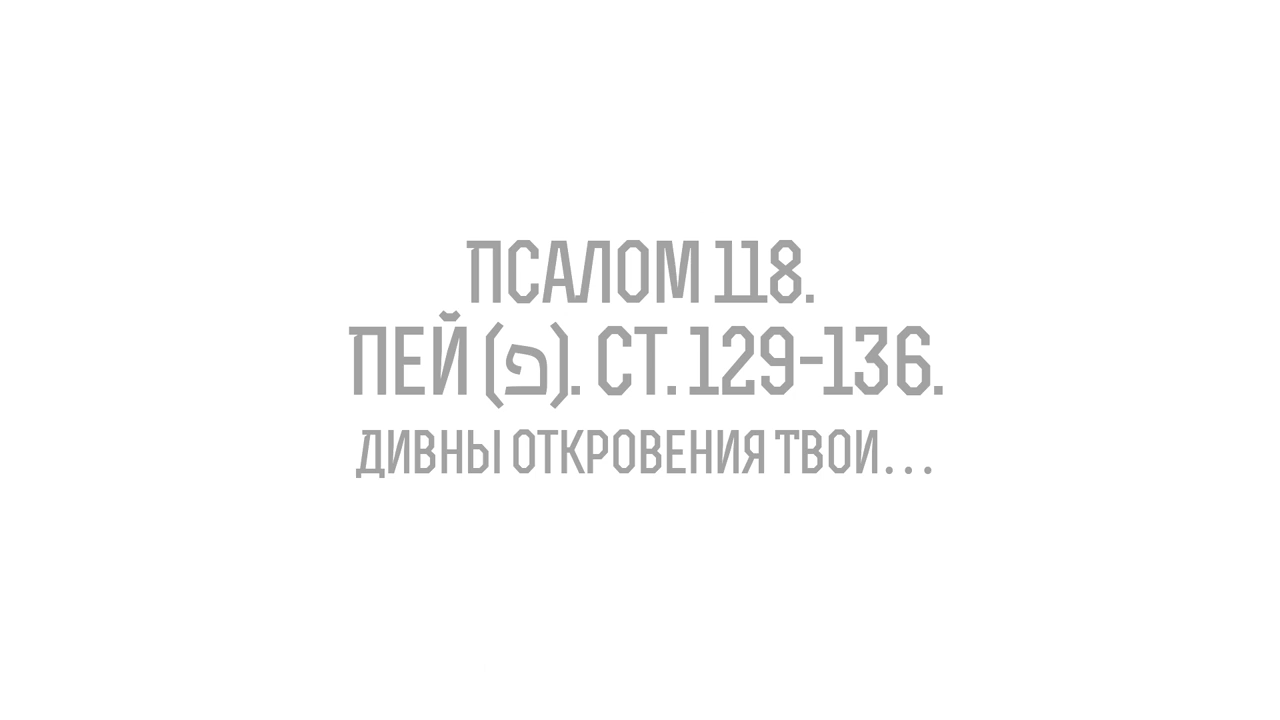 ПСАЛОМ 118.
ПЕЙ (פ). СТ. 129-136.
ДИВНЫ ОТКРОВЕНИЯ ТВОИ...